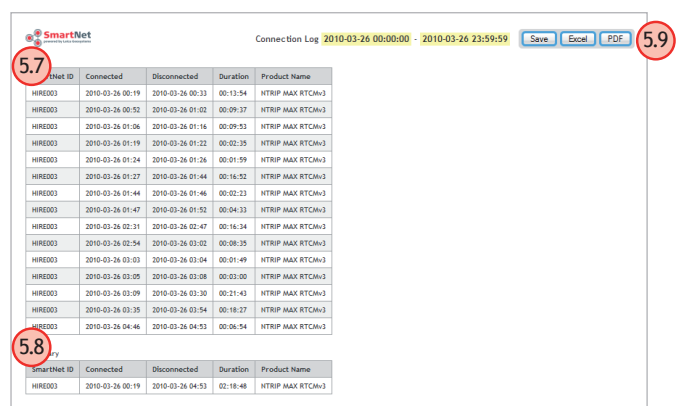 SmartNet
Connection Log 2010-03-26 00:00:00 - 2010-03-26 23:59:59 Save Excel PDF 5.9
5.7
rtNet ID Connected Disconnected Duration Product Name
HIRE003 2010-03-26 00:19 2010-03-26 00:33 00:13:54 NTRIP MAX RTCMv3
HIRE003 2010-03-26 00:52 2010-03-26 01:02 00:09:37 NTRIP MAX RTCMv3
HIRE003 2010-03-26 01:06 2010-03-26 01:16 00:09:53 NTRIP MAX RTCMv3
HIRE003 2010-03-26 01:19 2010-03-26 01:22 00:02:35 NTRIP MAX RTCMv3
HIRE003 2010-03-26 01:24 2010-03-26 01:26 00:01:59 NTRIP MAX RTCMv3
HIRE003 2010-03-26 01:27 2010-03-26 01:44 00:16:52 NTRIP MAX RTCMv3
HIRE003 2010-03-26 01:44 2010-03-26 01:46 00:02:23 NTRIP MAX RTCMv3
HIRE003 2010-03-26 01:47 2010-03-26 01:52 00:04:33 NTRIP MAX RTCMv3
HIRE003 2010-03-26 02:31 2010-03-26 02:47 00:16:34 NTRIP MAX RTCMv3
HIRE003 2010-03-26 02:54 2010-03-26 03:02 00:08:35 NTRIP MAX RTCMv3
HIRE003 2010-03-26 03:03 2010-03-26 03:04 00:01:49 NTRIP MAX RTCMv3
HIRE003 2010-03-26 03:05 2010-03-26 03:08 00:03:00 NTRIP MAX RTCMv3
HIRE003 2010-03-26 03:09 2010-03-26 03:30 00:21:43 NTRIP MAX RTCMv3
HIRE003 2010-03-26 03:35 2010-03-26 03:54 00:18:27 NTRIP MAX RTCMv3
HIRE003 2010-03-26 04:46 2010-03-26 04:53 00:06:54 NTRIP MAX RTCMv3
5.8 ry
SmartNet ID Connected Disconnected Duration Product Name
HIRE003 2010-03-26 00:19 2010-03-26 04:53 02:18:48 NTRIP MAX RTCMv3